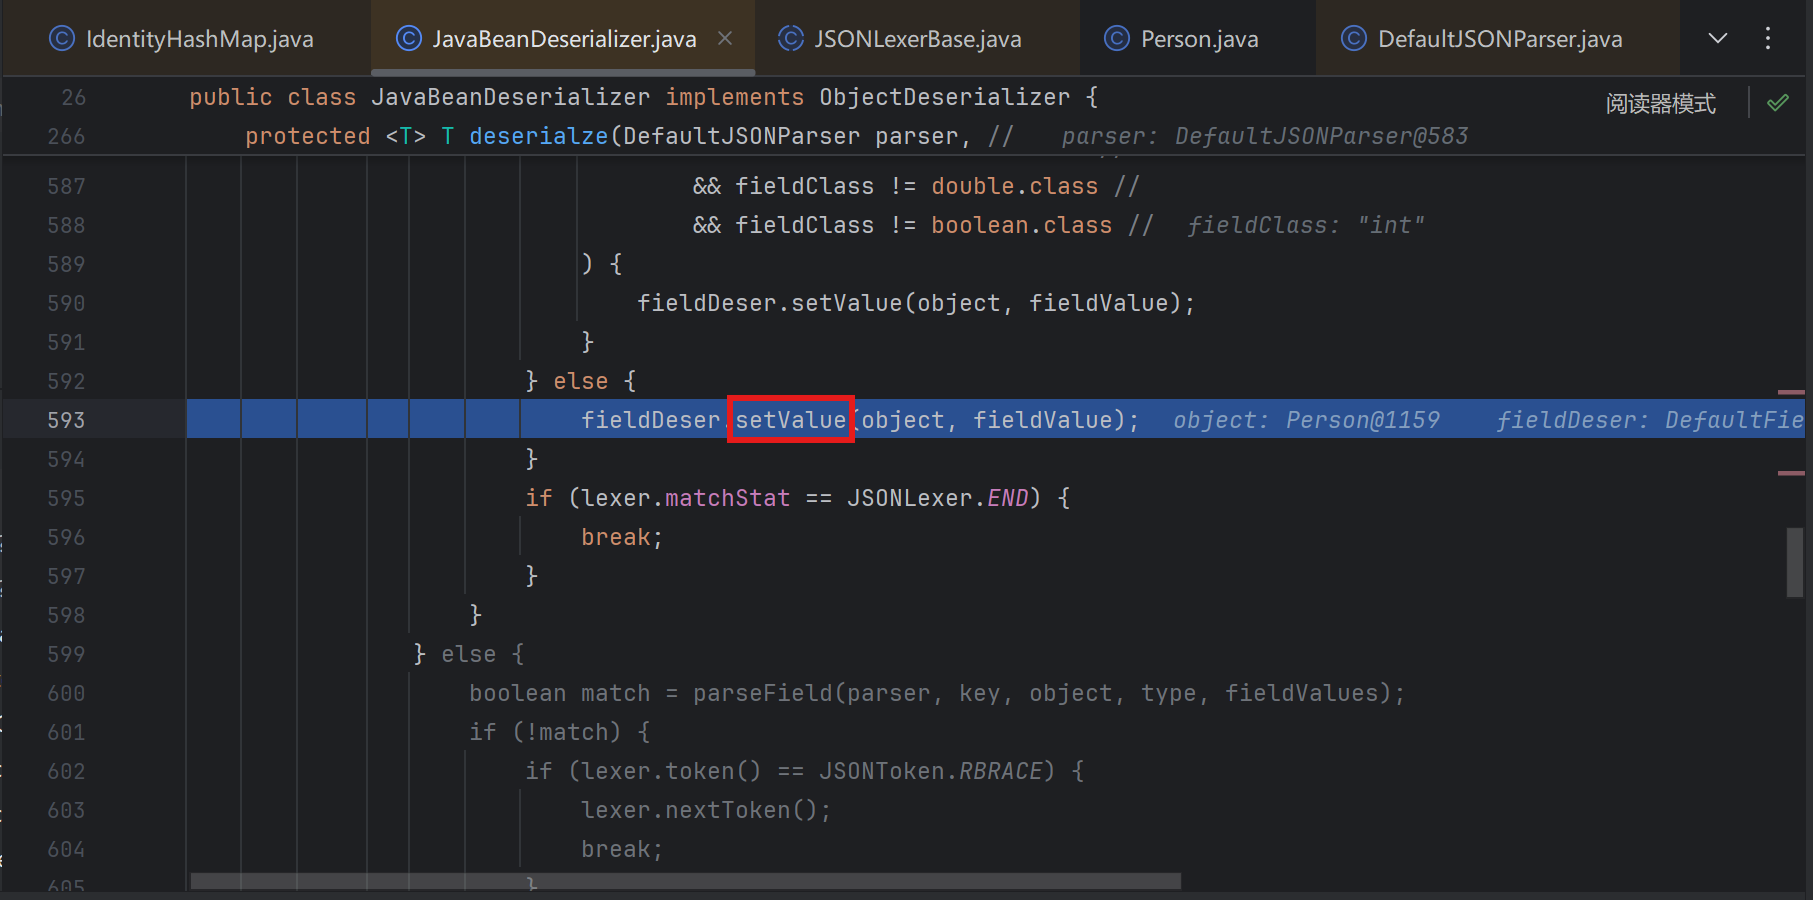 IdentityHashMap.java JavaBeanDeserializer.java JSONLexerBase.java Person.java DefaultJSONParser.java
26 public class JavaBeanDeserializer implements ObjectDeserializer {
阅读器模式
266 protected <T> T deserialze(DefaultJSONParser parser, // parser: DefaultJSONParser@583
587 && fieldClass != double.class //
588 && fieldClass != boolean.class // fieldClass: "int"
589 ) {
590 fieldDeser.setValue(object, fieldValue);
591 }
592 } else {
593 fieldDeser.setValue(object, fieldValue); object: Person@1159 fieldDeser: DefaultFie
594 }
595 if (lexer.matchStat == JSONLexer.END) {
596 break;
597 }
598 }
599 } else {
600 boolean match = parseField(parser, key, object, type, fieldValues);
601 if (!match) {
602 if (lexer.token() == JSONToken.RBRACE) {
603 lexer.nextToken();
604 break;
605 }